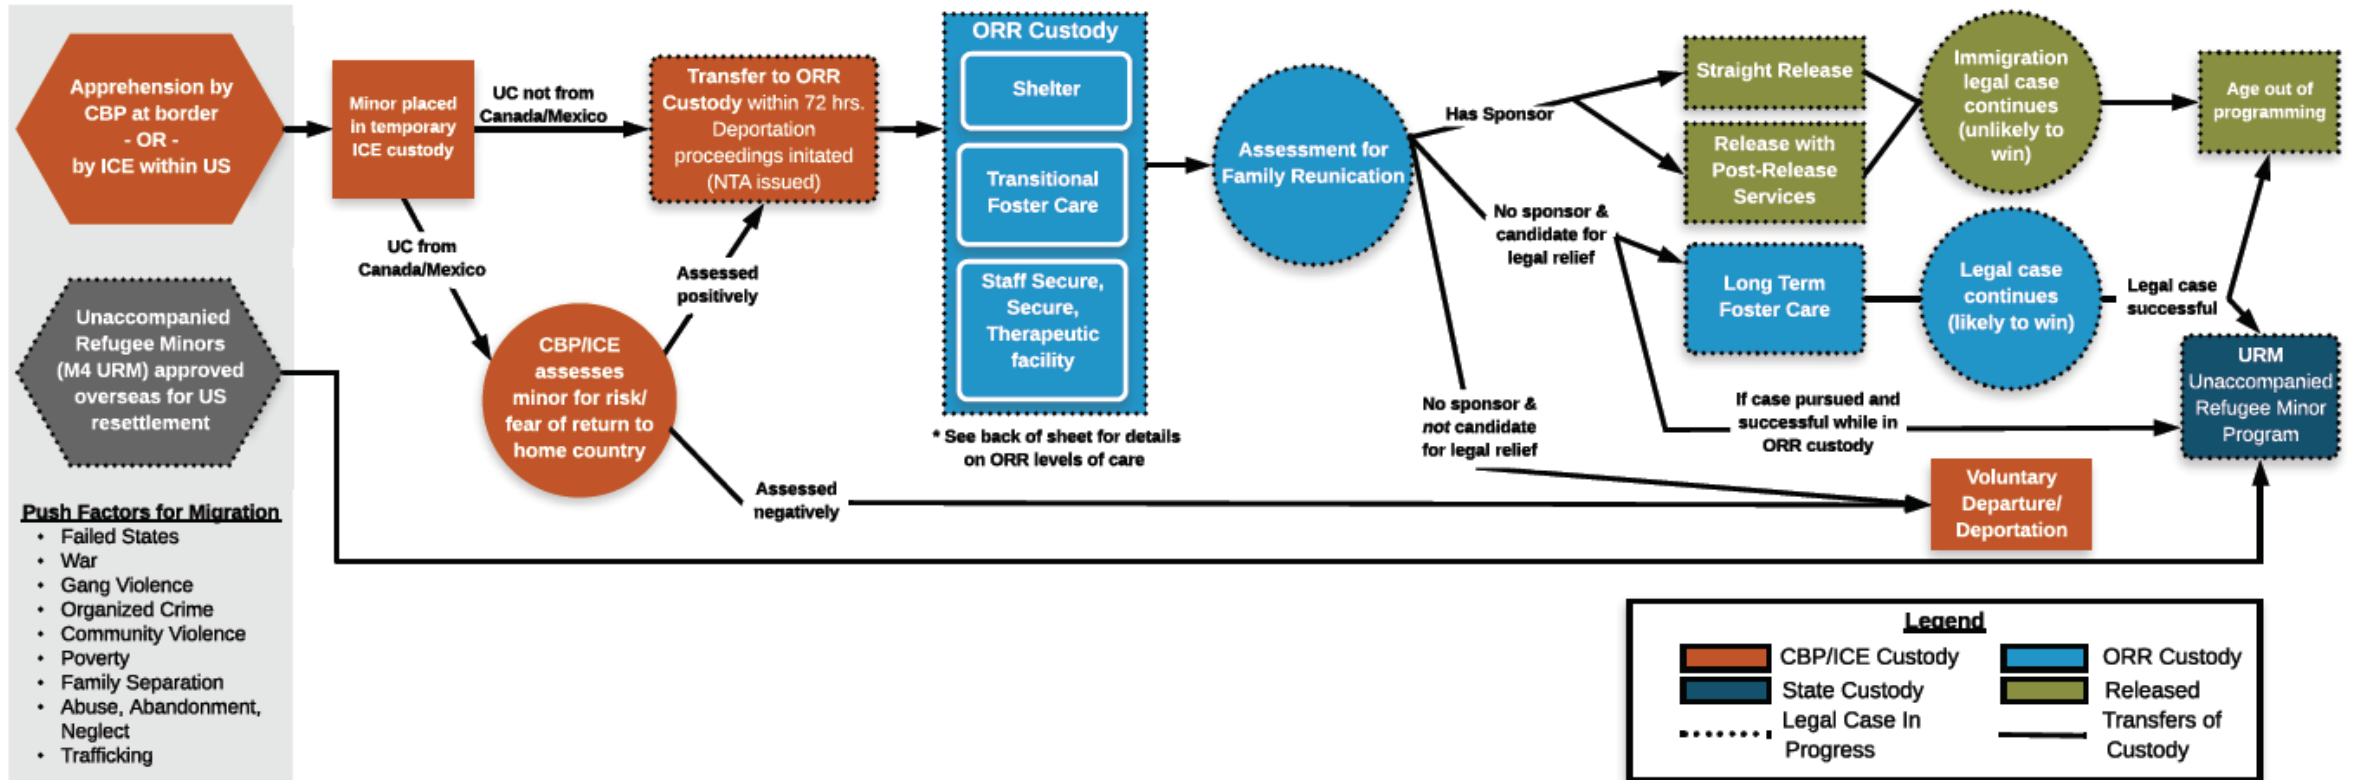 Apprehension by
CBP at border
- OR -
by ICE within US
Unaccompanied
Refugee Minors
(M4 URM) approved
overseas for US
resettlement
Push Factors for Migration
• Failed States
• War
• Gang Violence
• Organized Crime
• Community Violence
• Poverty
• Family Separation
• Abuse, Abandonment,
Neglect
• Trafficking
Minor placed
in temporary
ICE custody
UC not from
Canada/Mexico
UC from
Canada/Mexico
CBP/ICE
assesses
minor for risk/
fear of return to
home country
Assessed
positively
Assessed
negatively
Transfer to ORR
Custody within 72 hrs.
Deportation
proceedings initated
(NTA issued)
ORR Custody
Shelter
Transitional
Foster Care
Staff Secure,
Secure,
Therapeutic
facility
* See back of sheet for details
on ORR levels of care
Assessment for
Family Reunication
Has Sponsor
No sponsor &
candidate for
legal relief
No sponsor &
not candidate
for legal relief
Straight Release
Release with
Post-Release
Services
Long Term
Foster Care
If case pursued and
successful while in
ORR custody
Immigration
legal case
continues
(unlikely to
win)
Legal case
continues
(likely to win)
Legal case
successful
Age out of
programming
URM
Unaccompanied
Refugee Minor
Program
Voluntary
Departure/
Deportation
Legend
CBP/ICE Custody
ORR Custody
State Custody
Released
Legal Case In
Progress
Transfers of
Custody